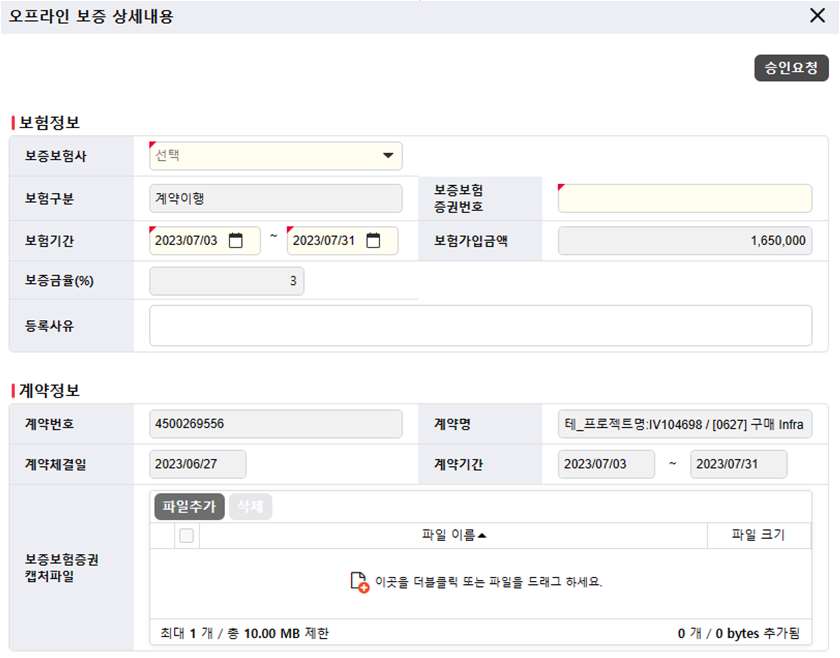 오프라인 보증 상세내용
승인요청
보험정보
보증보험사 선택
보험구분 계약이행 보증보험 증권번호
보험기간 2023/07/03 ~ 2023/07/31 보험가입금액 1,650,000
보증금율(%) 3
등록사유
계약정보
계약번호 4500269556 계약명 테_프로젝트명:IV104698 / [0627] 구매 Infra
계약체결일 2023/06/27 계약기간 2023/07/03 ~ 2023/07/31
보증보험증권
캡처파일
파일추가 삭제
파일 이름▲ 파일 크기
이곳을 더블클릭 또는 파일을 드래그 하세요.
최대 1 개 / 총 10.00 MB 제한 0 개 / 0 bytes 추가됨